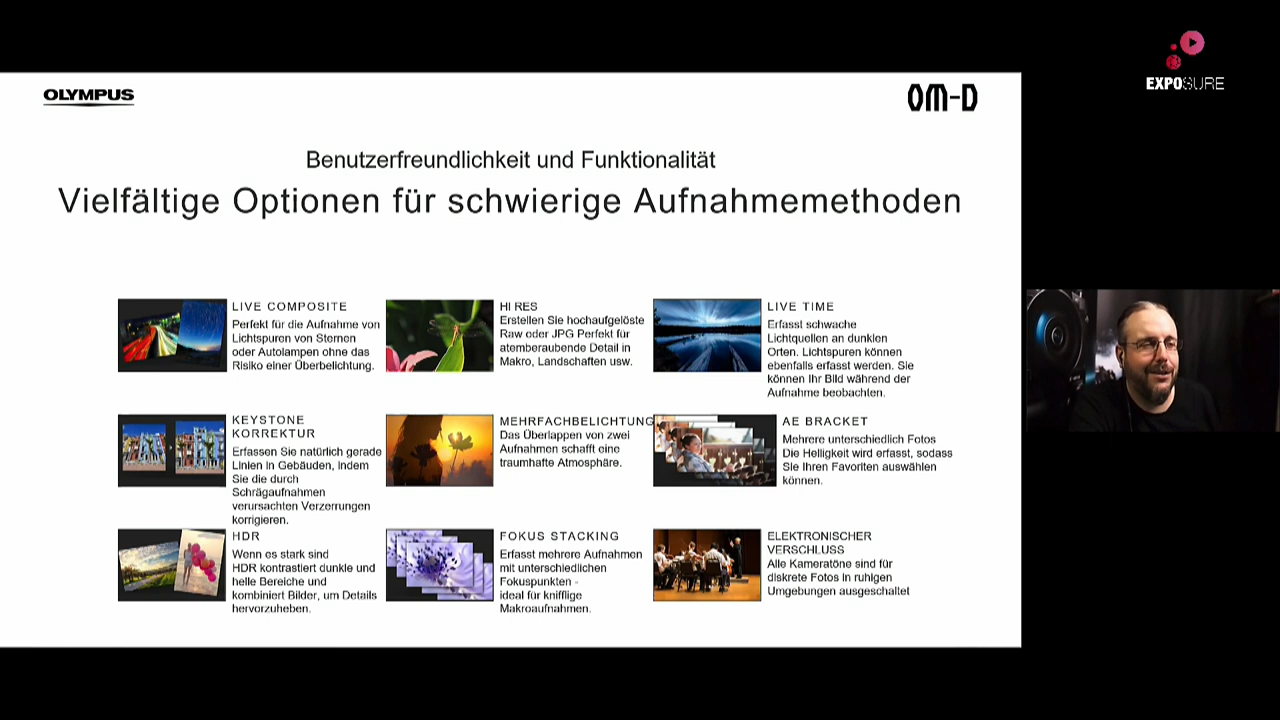 OLYMPUS
OM-D
EXPOSURE
Benutzerfreundlichkeit und Funktionalität
Vielfältige Optionen für schwierige Aufnahmemethoden
LIVE COMPOSITE
Perfekt für die Aufnahme von
Lichtspuren von Sternen
oder Autolampen ohne das
Risiko einer Überbelichtung.
HI RES
Erstellen Sie hochaufgelöste
Raw oder JPG Perfekt für
atemberaubende Detail in
Makro, Landschaften usw.
LIVE TIME
Erfasst schwache
Lichtquellen an dunklen
Orten. Lichtspuren können
ebenfalls erfasst werden. Sie
können Ihr Bild während der
Aufnahme beobachten.
KEYSTONE
KORREKTUR
Erfassen Sie natürlich gerade
Linien in Gebäuden, indem
Sie die durch
Schrägaufnahmen
verursachten Verzerrungen
korrigieren.
MEHRFACHBELICHTUNG
Das Überlappen von zwei
Aufnahmen schafft eine
traumhafte Atmosphäre.
AE BRACKET
Mehrere unterschiedlich Fotos
Die Helligkeit wird erfasst, sodass
Sie Ihren Favoriten auswählen
können.
HDR
Wenn es stark sind
HDR kontrastiert dunkle und
helle Bereiche und
kombiniert Bilder, um Details
hervorzuheben.
FOKUS STACKING
Erfasst mehrere Aufnahmen
mit unterschiedlichen
Fokuspunkten -
ideal für knifflige
Makroaufnahmen.
ELEKTRONISCHER
VERSCHLUSS
Alle Kameratöne sind für
diskrete Fotos in ruhigen
Umgebungen ausgeschaltet